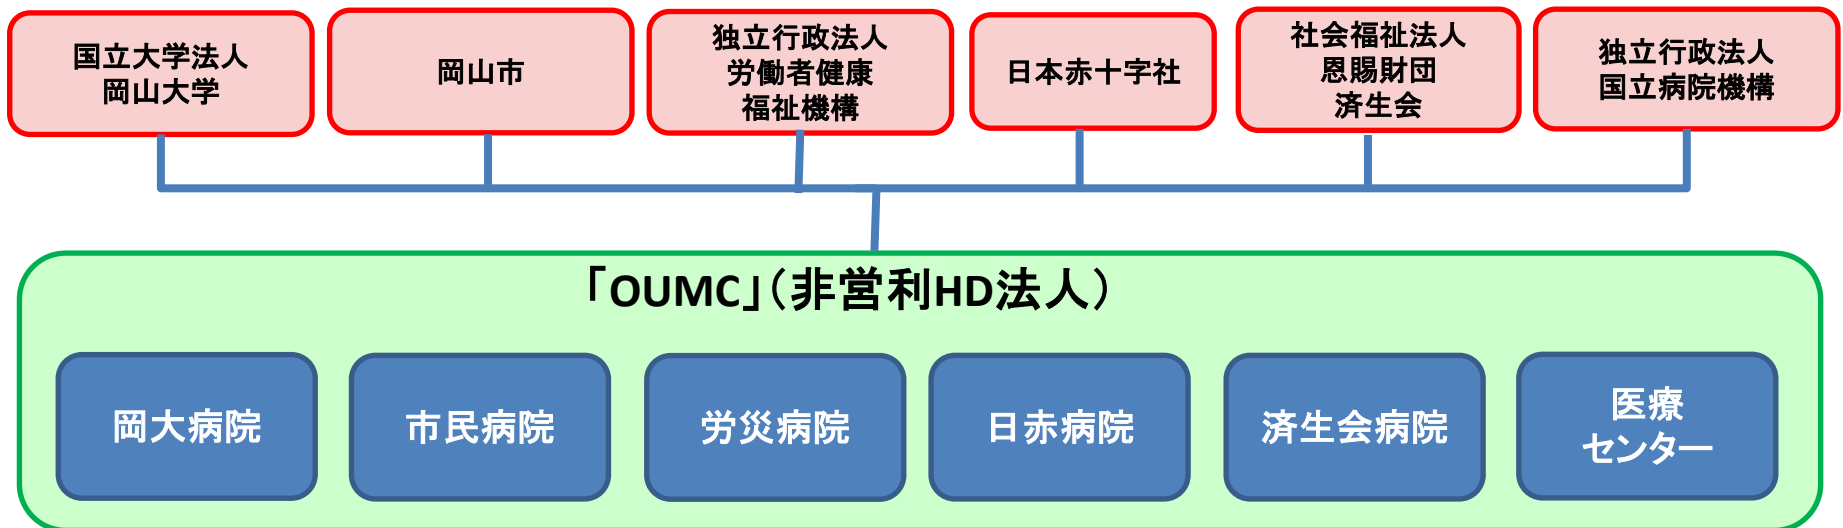 国立大学法人
岡山大学
岡山市
独立行政法人
労働者健康
福祉機構
日本赤十字社
社会福祉法人
恩賜財団
済生会
独立行政法人
国立病院機構
「OUMC」（非営利HD法人）
岡大病院
市民病院
労災病院
日赤病院
済生会病院
医療
センター